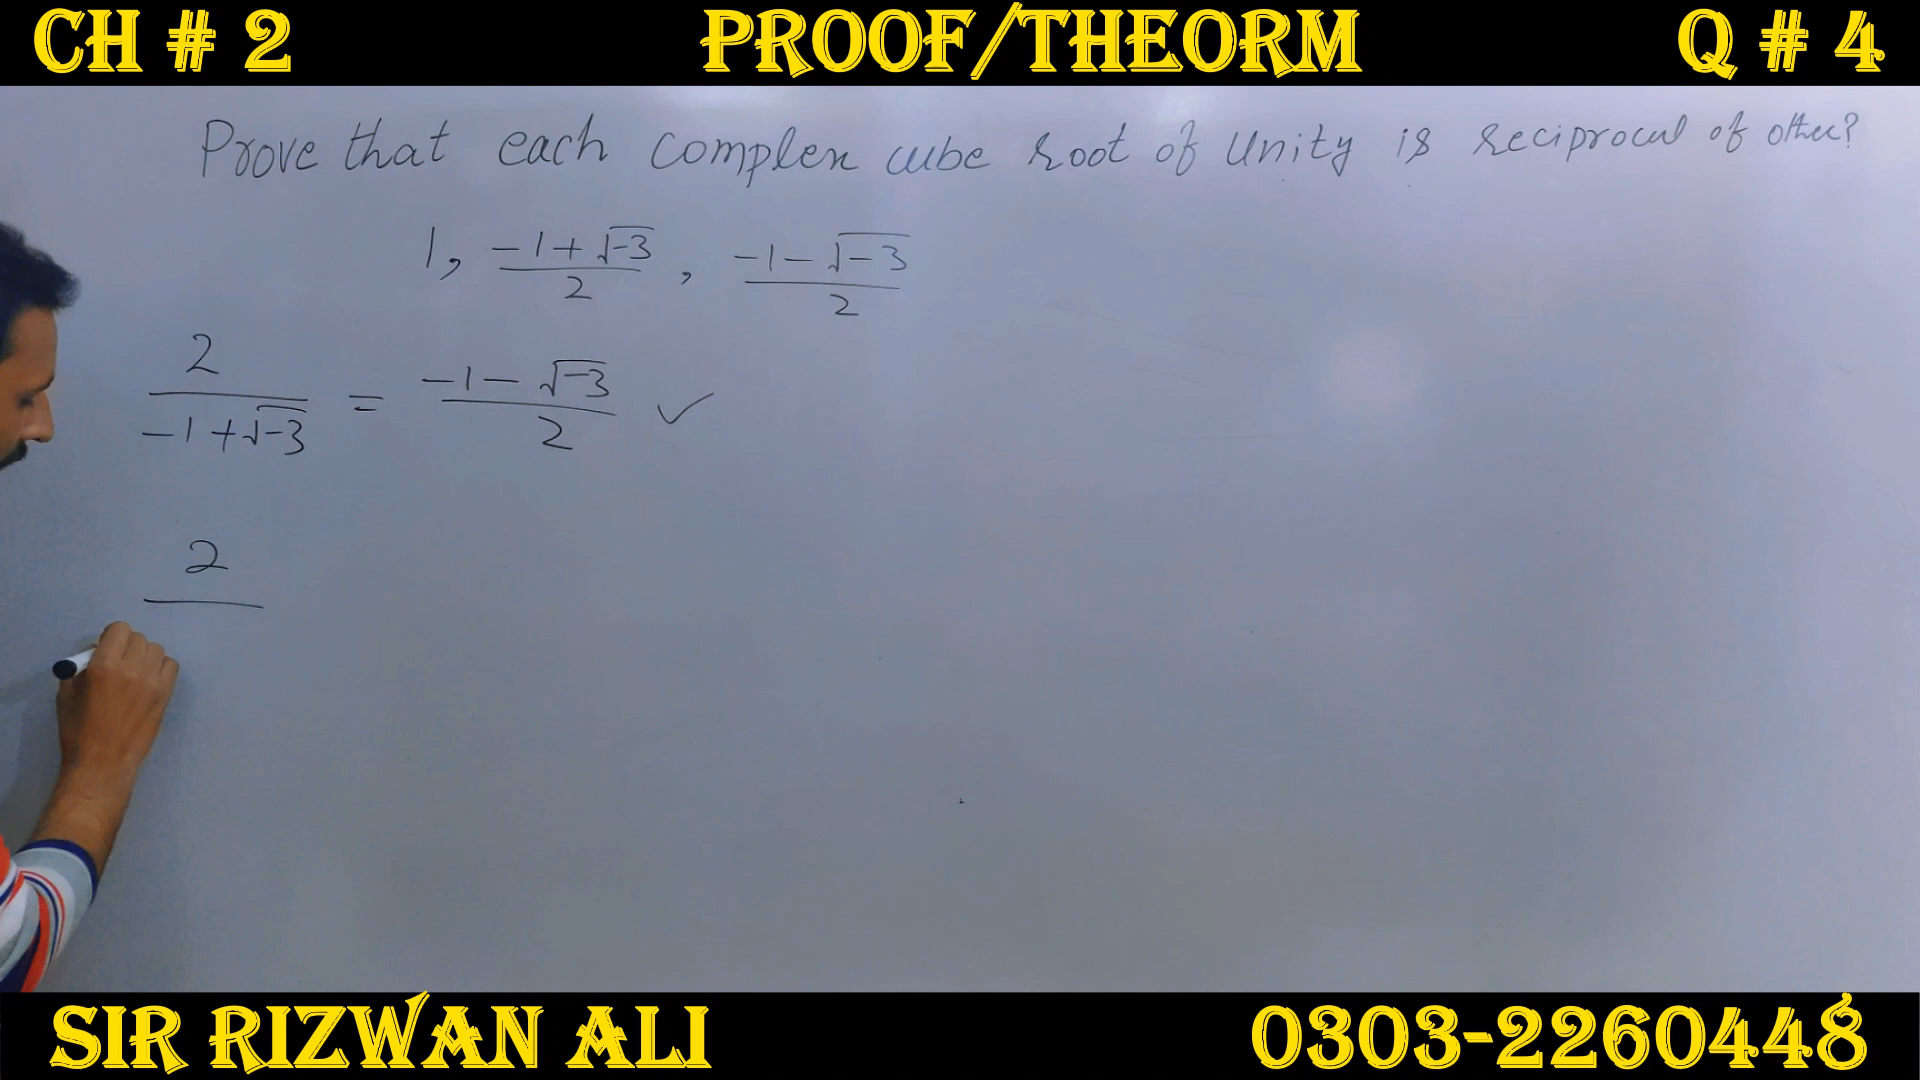 CH # 2 PROOF/THEORM Q # 4
Prove that each complex cube root of Unity is reciprocal of other?
1, (-1+√-3)/2 , (-1-√-3)/2
2/(-1+√-3) = (-1-√-3)/2 ✓
2
SIR RIZWAN ALI 0303-2260448